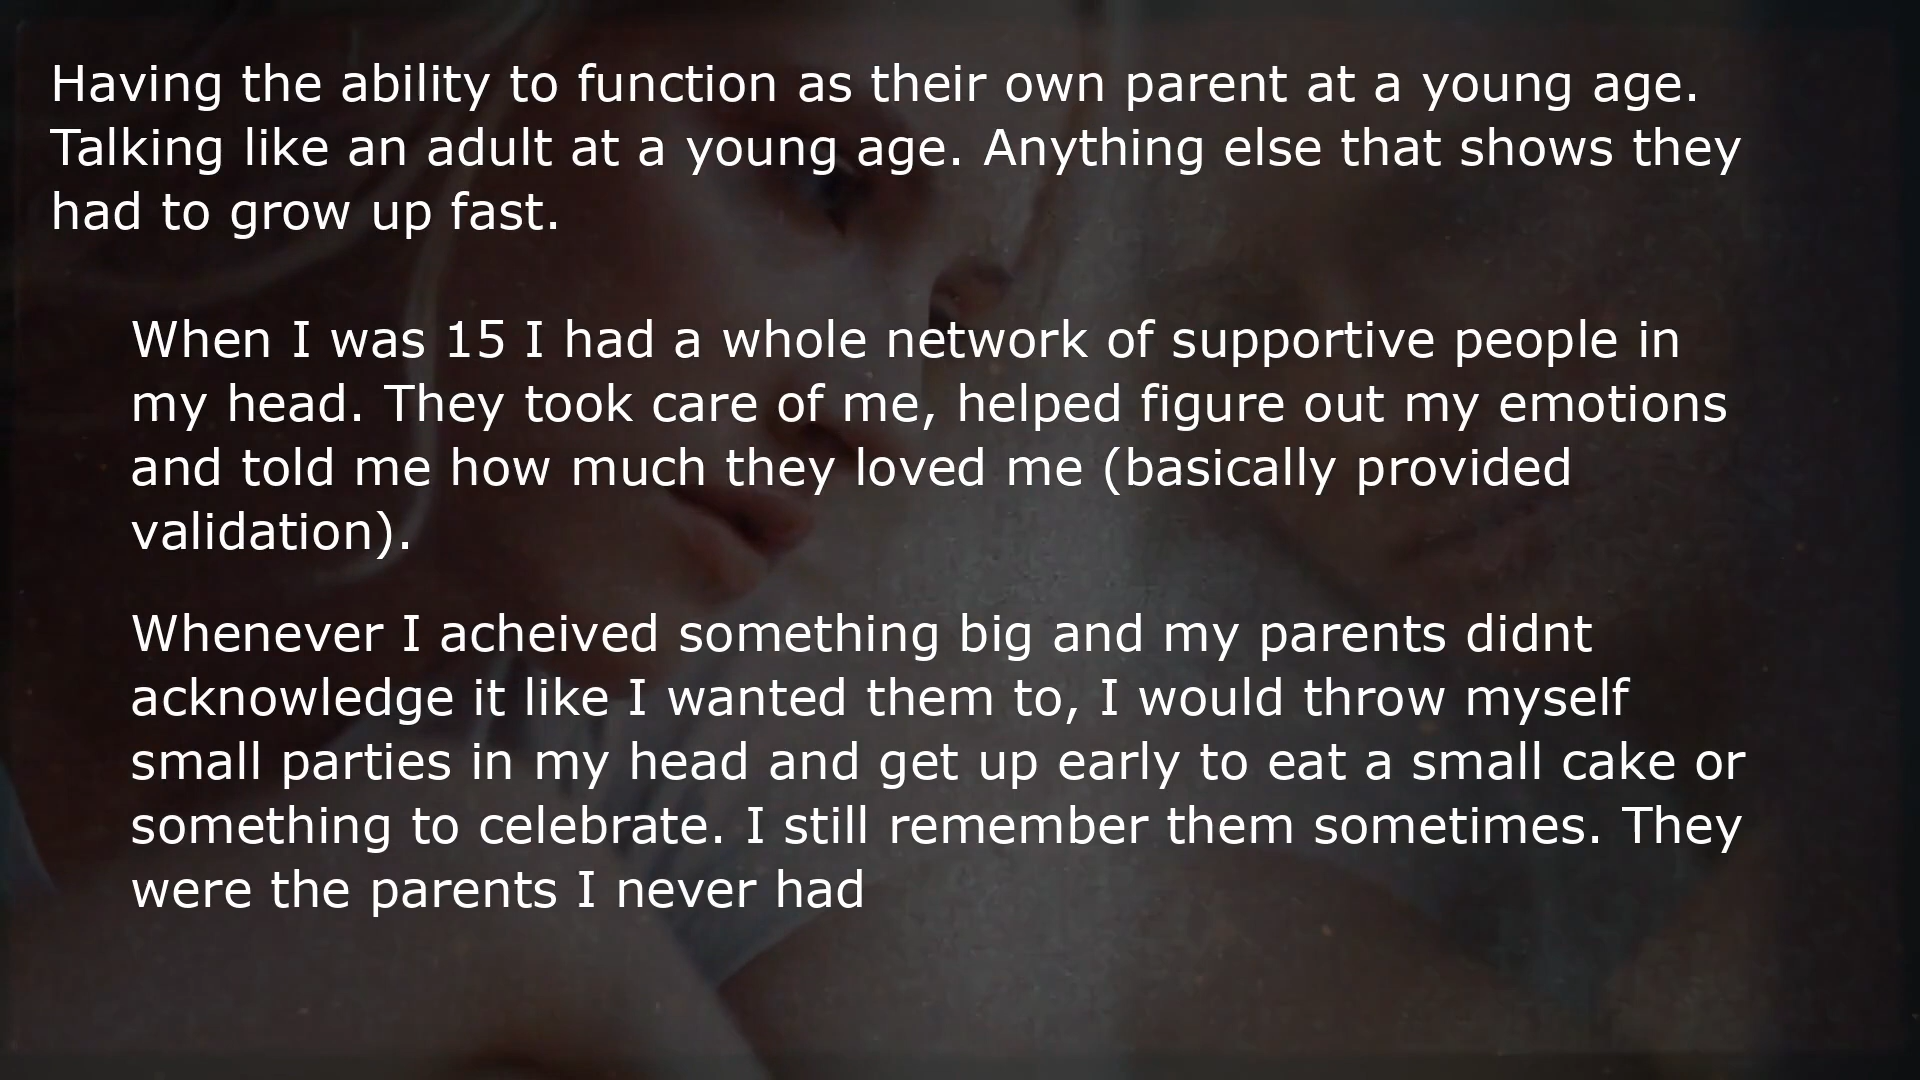 Having the ability to function as their own parent at a young age.
Talking like an adult at a young age. Anything else that shows they
had to grow up fast.
When I was 15 I had a whole network of supportive people in
my head. They took care of me, helped figure out my emotions
and told me how much they loved me (basically provided
validation).
Whenever I acheived something big and my parents didnt
acknowledge it like I wanted them to, I would throw myself
small parties in my head and get up early to eat a small cake or
something to celebrate. I still remember them sometimes. They
were the parents I never had